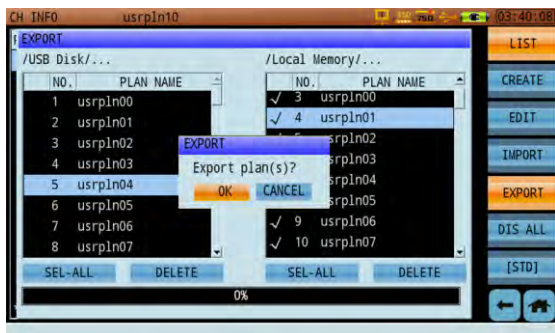 CH INFO usrpln10 750 03:40:08
EXPORT
/USB Disk/... /Local Memory/...
NO. PLAN NAME NO. PLAN NAME
1 usrpln00 √ 3 usrpln00
2 usrpln01 √ 4 usrpln01
3 usrpln02 srpln02
4 usrpln03 srpln03
5 usrpln04 srpln04
6 usrpln05 srpln05
7 usrpln06 √ 9 usrpln06
8 usrpln07 √ 10 usrpln07
EXPORT
Export plan(s)?
OK CANCEL
SEL-ALL DELETE SEL-ALL DELETE
0%
LIST
CREATE
EDIT
IMPORT
EXPORT
DIS ALL
[STD]